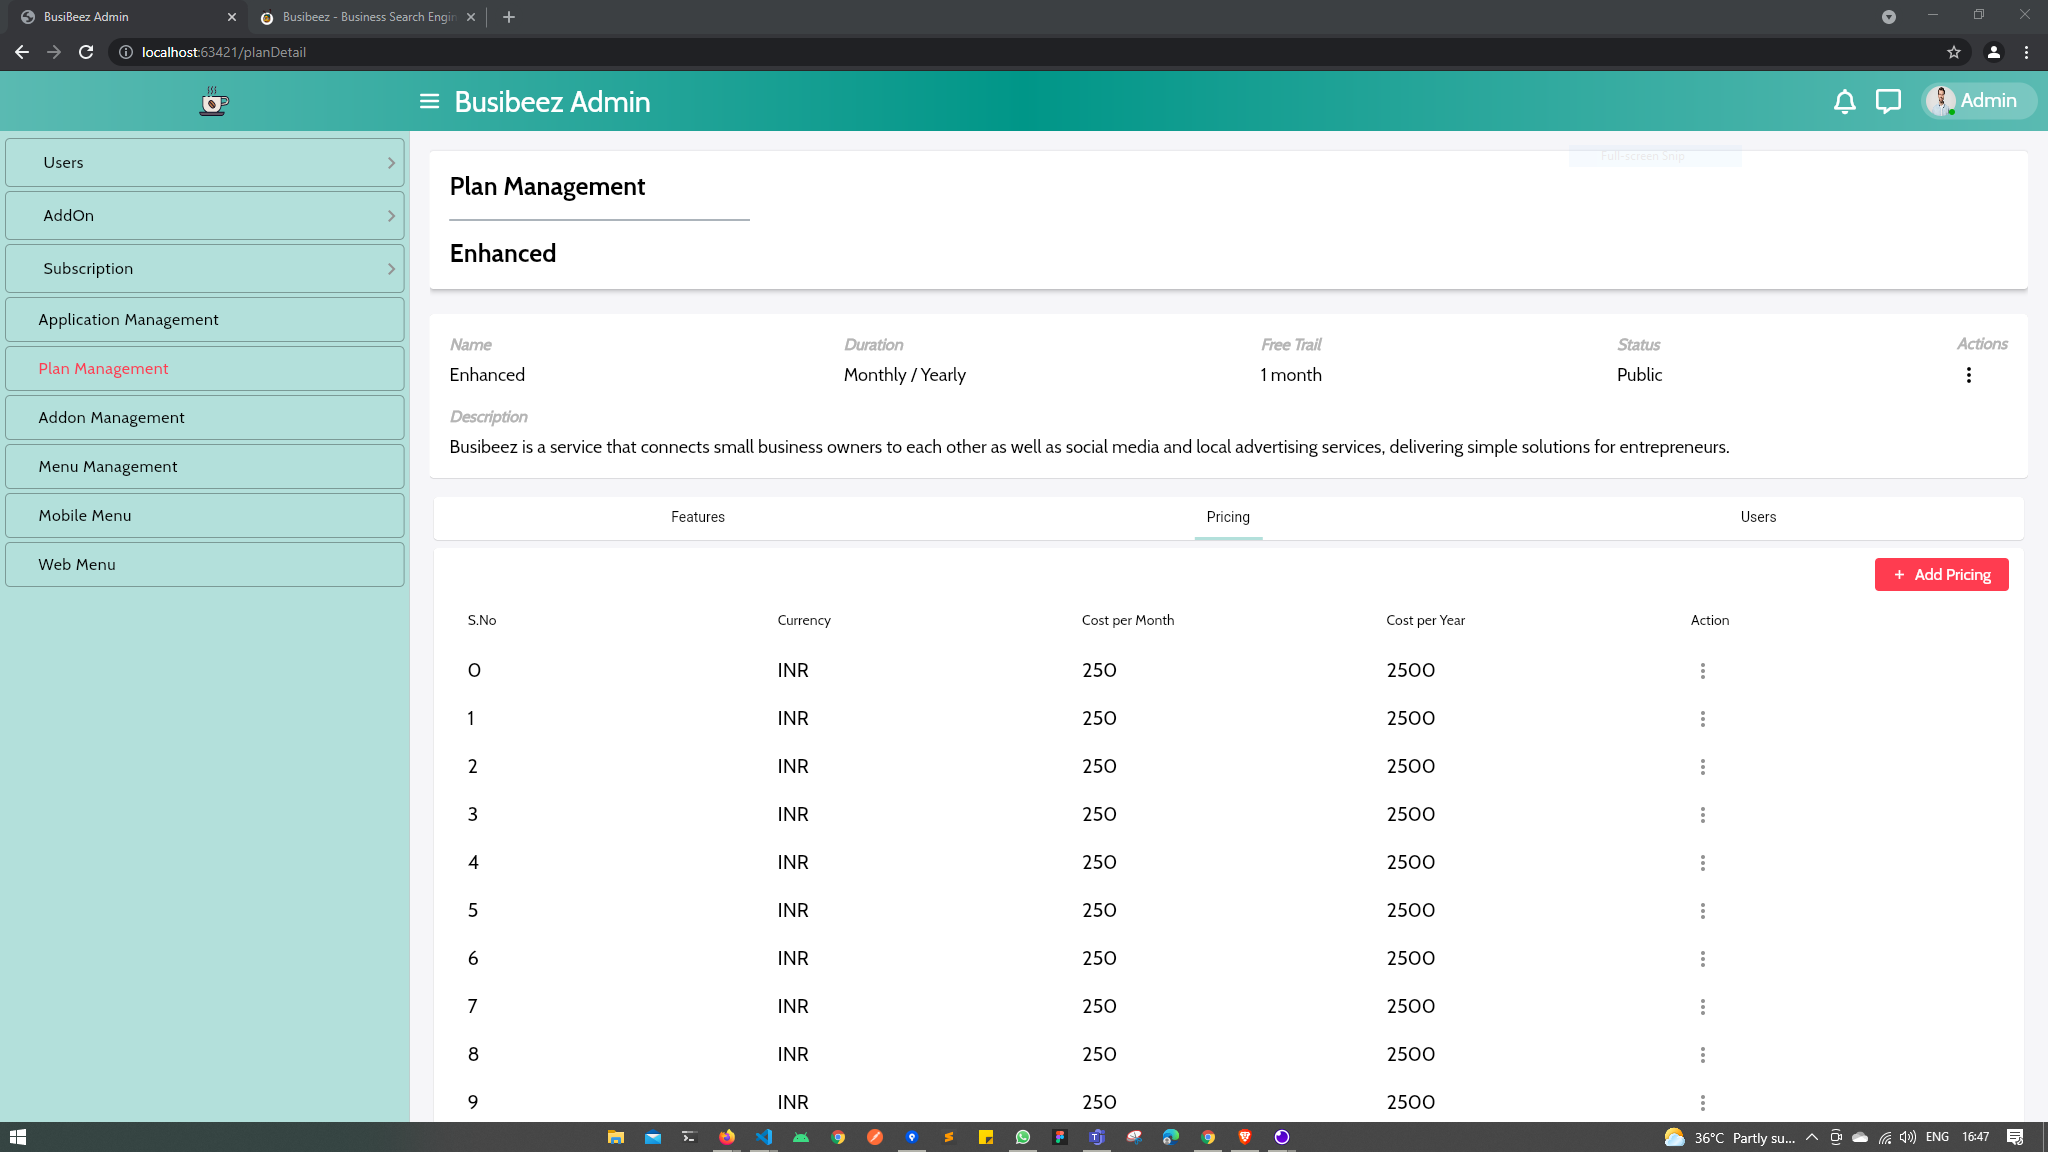 BusiBeez Admin
Busibeez - Business Search Engin
localhost:63421/planDetail
Busibeez Admin
Admin
Users
AddOn
Subscription
Application Management
Plan Management
Addon Management
Menu Management
Mobile Menu
Web Menu
Full-screen Snip
Plan Management
Enhanced
Name Duration Free Trail Status Actions
Enhanced Monthly / Yearly 1 month Public
Description
Busibeez is a service that connects small business owners to each other as well as social media and local advertising services, delivering simple solutions for entrepreneurs.
Features Pricing Users
+ Add Pricing
S.No Currency Cost per Month Cost per Year Action
0 INR 250 2500
1 INR 250 2500
2 INR 250 2500
3 INR 250 2500
4 INR 250 2500
5 INR 250 2500
6 INR 250 2500
7 INR 250 2500
8 INR 250 2500
9 INR 250 2500
36°C Partly su... ENG 16:47